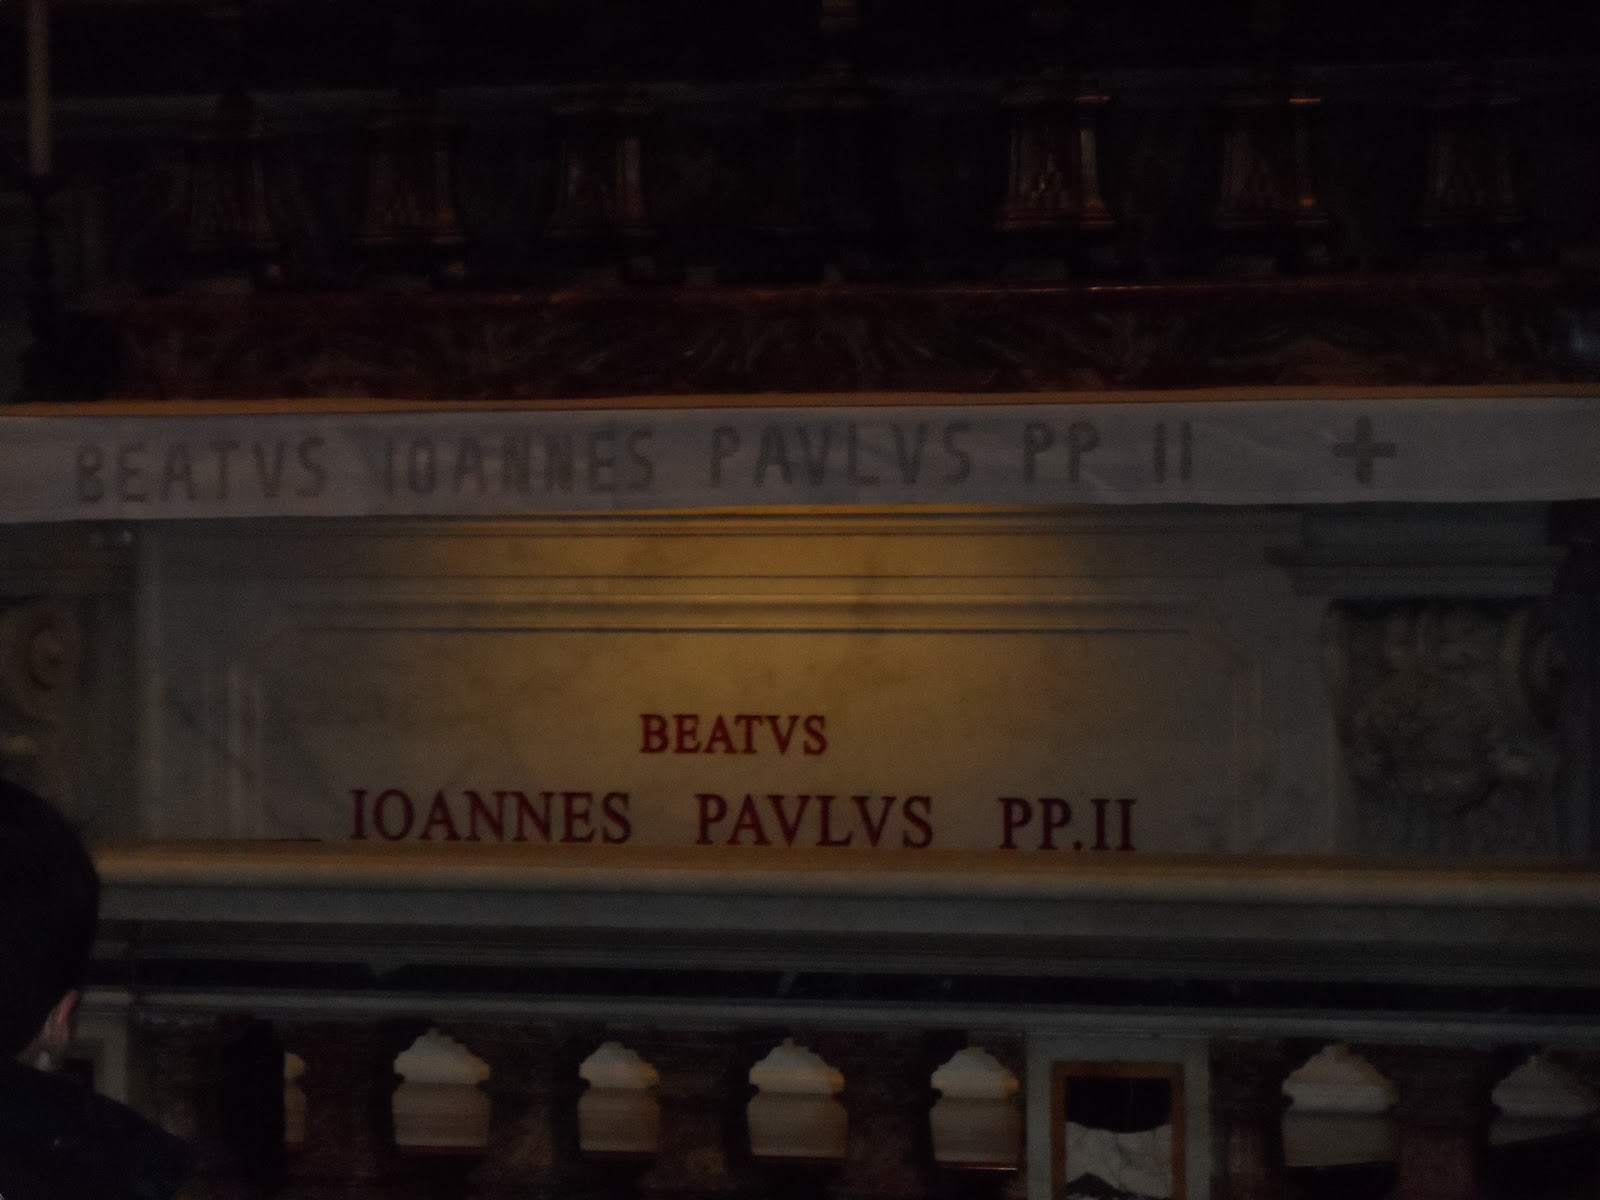 BEATVS IOANNES PAVLVS PP II +
BEATVS
IOANNES PAVLVS PP.II